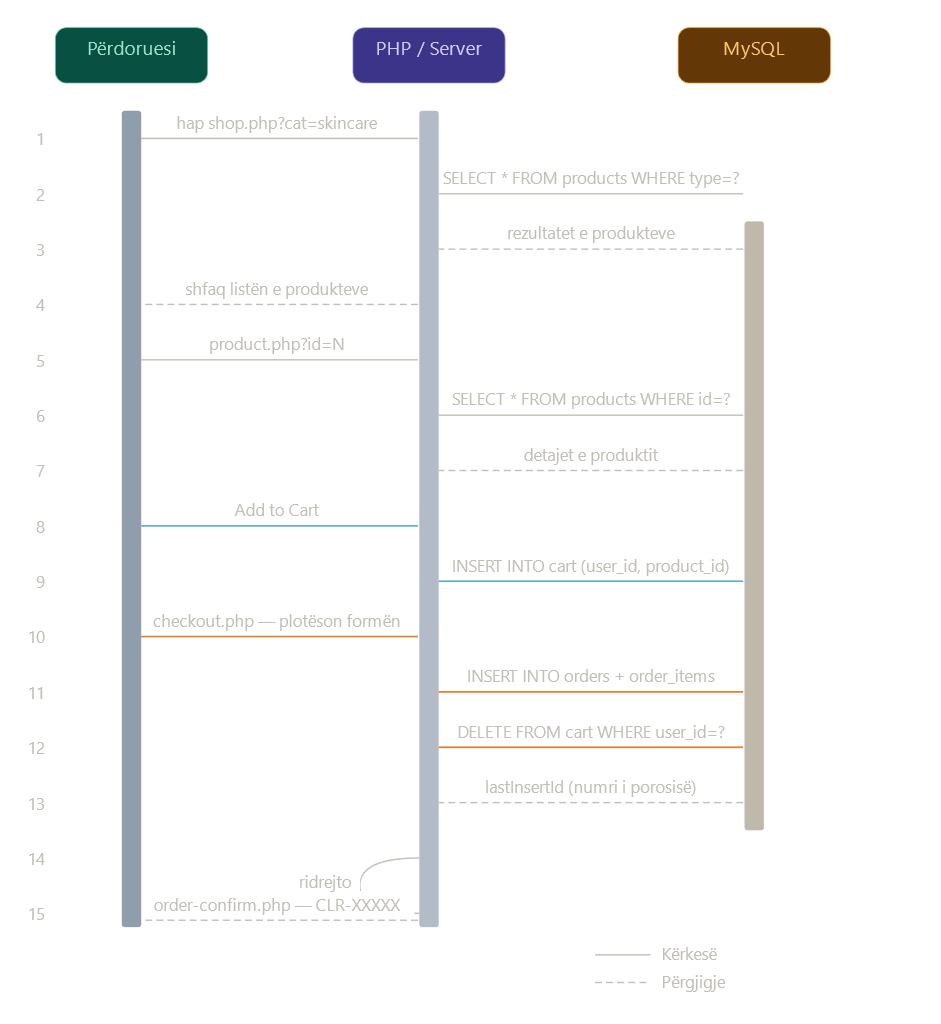 Përdoruesi
PHP / Server
MySQL
hap shop.php?cat=skincare
1
SELECT * FROM products WHERE type=?
2
rezultatet e produkteve
3
shfaq listën e produkteve
4
product.php?id=N
5
SELECT * FROM products WHERE id=?
6
detajet e produktit
7
Add to Cart
8
INSERT INTO cart (user_id, product_id)
9
checkout.php — plotëson formën
10
INSERT INTO orders + order_items
11
DELETE FROM cart WHERE user_id=?
12
lastInsertId (numri i porosisë)
13
14
ridrejto
order-confirm.php — CLR-XXXXX
15
Kërkesë
Përgjigje